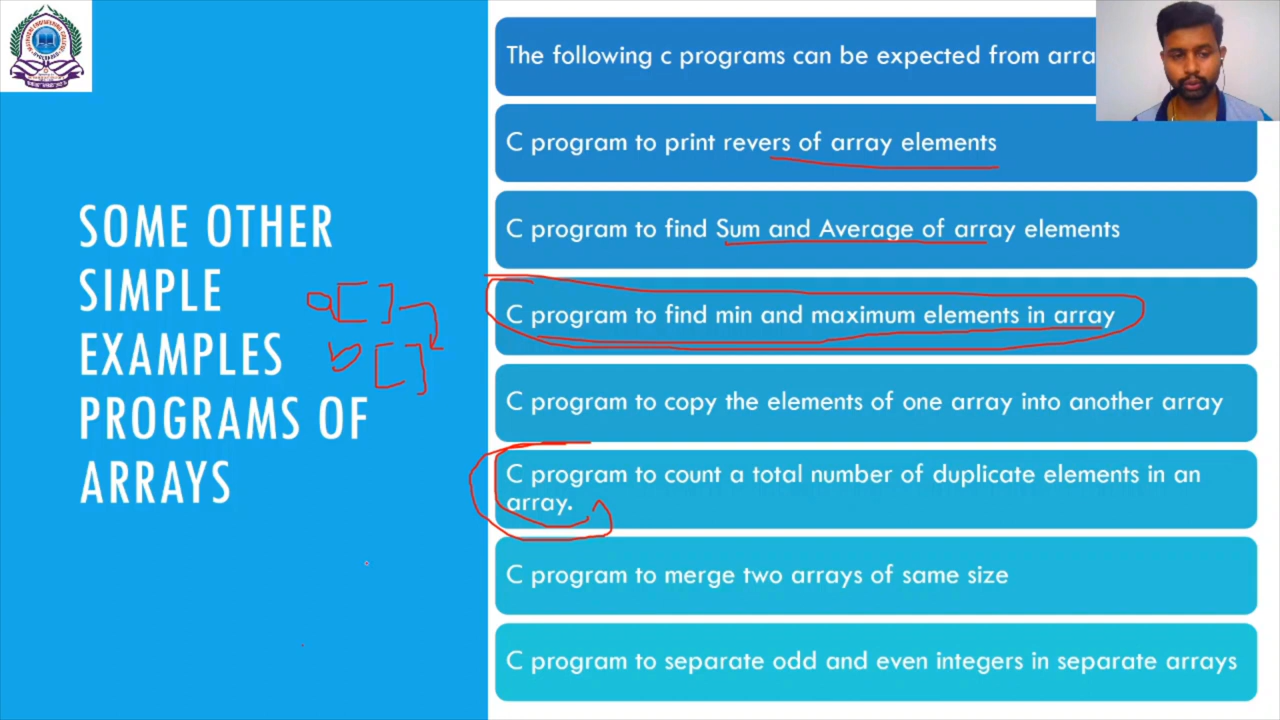 SOME OTHER
SIMPLE
EXAMPLES
PROGRAMS OF
ARRAYS
a[ ]
b[ ]
The following c programs can be expected from arra
C program to print revers of array elements
C program to find Sum and Average of array elements
C program to find min and maximum elements in array
C program to copy the elements of one array into another array
C program to count a total number of duplicate elements in an
array.
C program to merge two arrays of same size
C program to separate odd and even integers in separate arrays